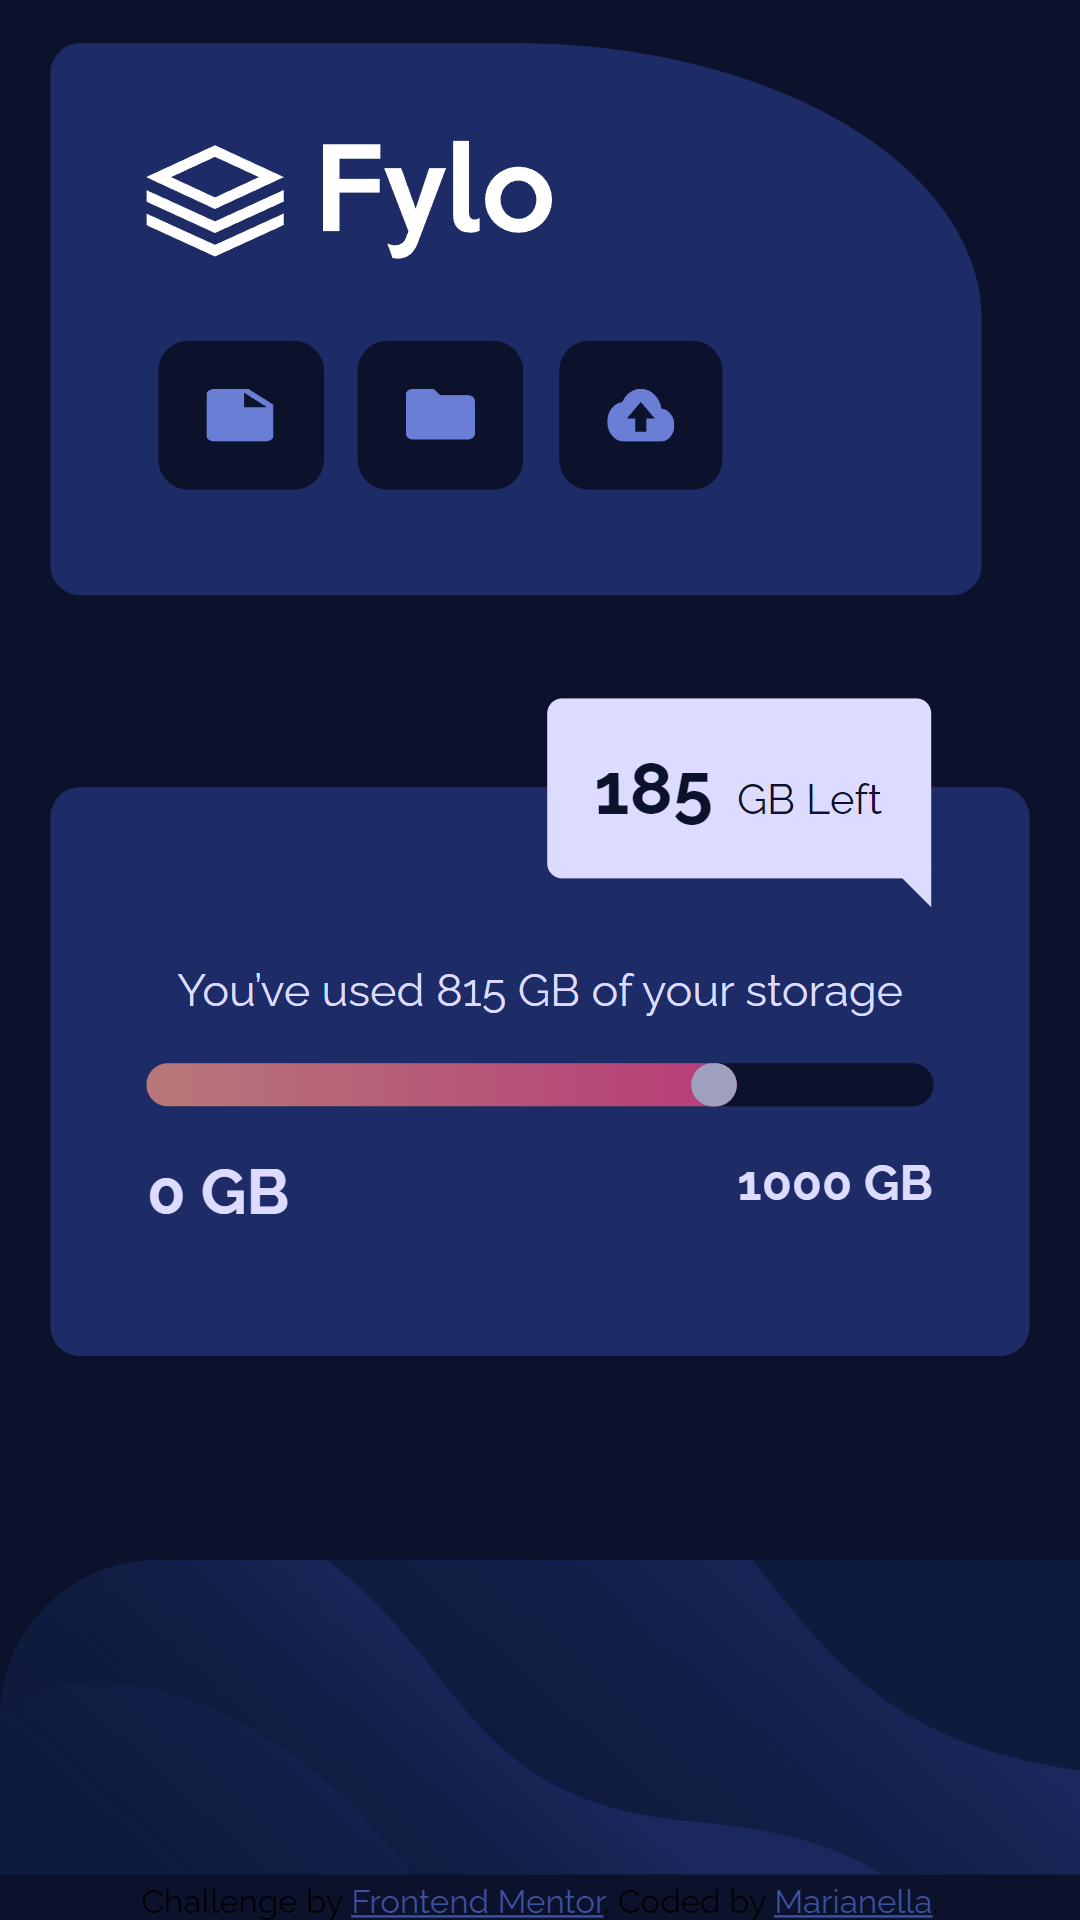 Fylo
185 GB Left
You’ve used 815 GB of your storage
0 GB
1000 GB
Challenge by Frontend Mentor. Coded by Marianella